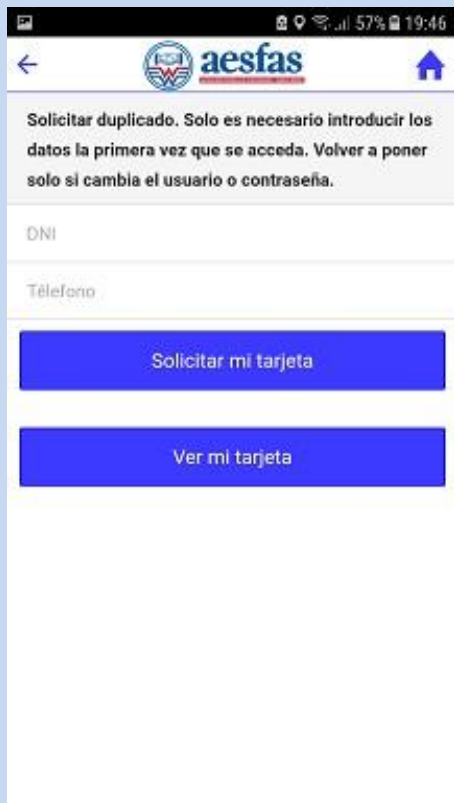 57% 19:46
aesfas
Solicitar duplicado. Solo es necesario introducir los
datos la primera vez que se acceda. Volver a poner
solo si cambia el usuario o contraseña.
DNI
Télefono
Solicitar mi tarjeta
Ver mi tarjeta